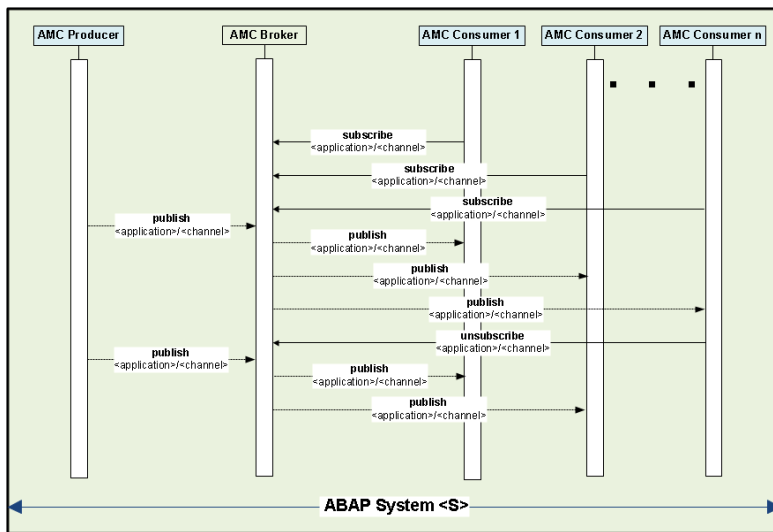 AMC Producer
AMC Broker
AMC Consumer 1
AMC Consumer 2
AMC Consumer n
subscribe
<application>/<channel>
subscribe
<application>/<channel>
subscribe
<application>/<channel>
publish
<application>/<channel>
publish
<application>/<channel>
publish
<application>/<channel>
publish
<application>/<channel>
unsubscribe
<application>/<channel>
publish
<application>/<channel>
publish
<application>/<channel>
publish
<application>/<channel>
ABAP System <S>